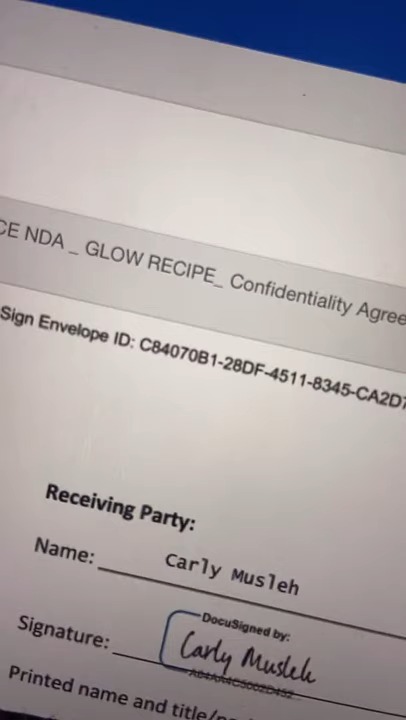 CE NDA _ GLOW RECIPE_ Confidentiality Agree
Sign Envelope ID: C84070B1-28DF-4511-8345-CA2D7
Receiving Party:
Name: Carly Musleh
DocuSigned by:
Signature: Carly Musleh
Printed name and title/